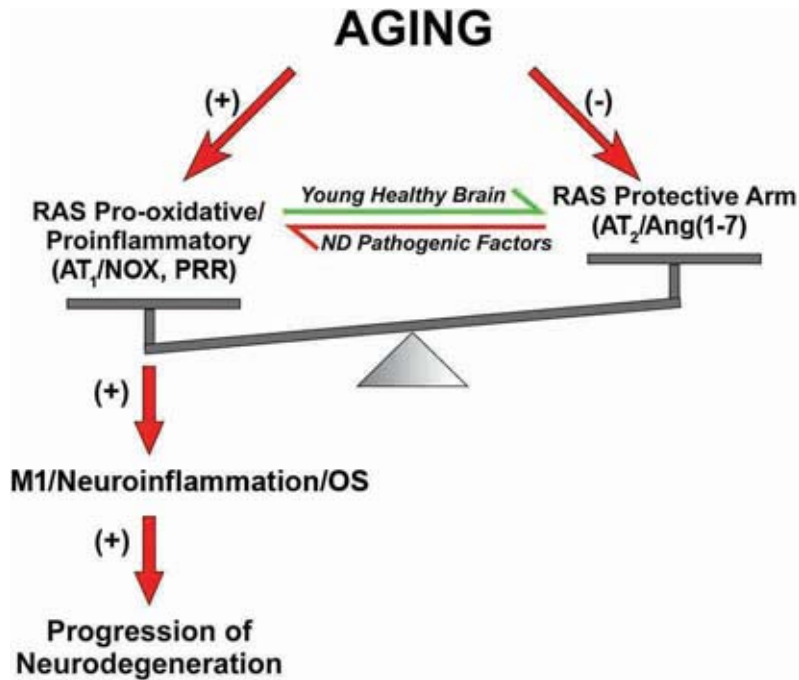 AGING
(+)
(-)
Young Healthy Brain
RAS Pro-oxidative/
Proinflammatory
(AT₁/NOX, PRR)
ND Pathogenic Factors
RAS Protective Arm
(AT₂/Ang(1-7)
(+)
M1/Neuroinflammation/OS
(+)
Progression of
Neurodegeneration